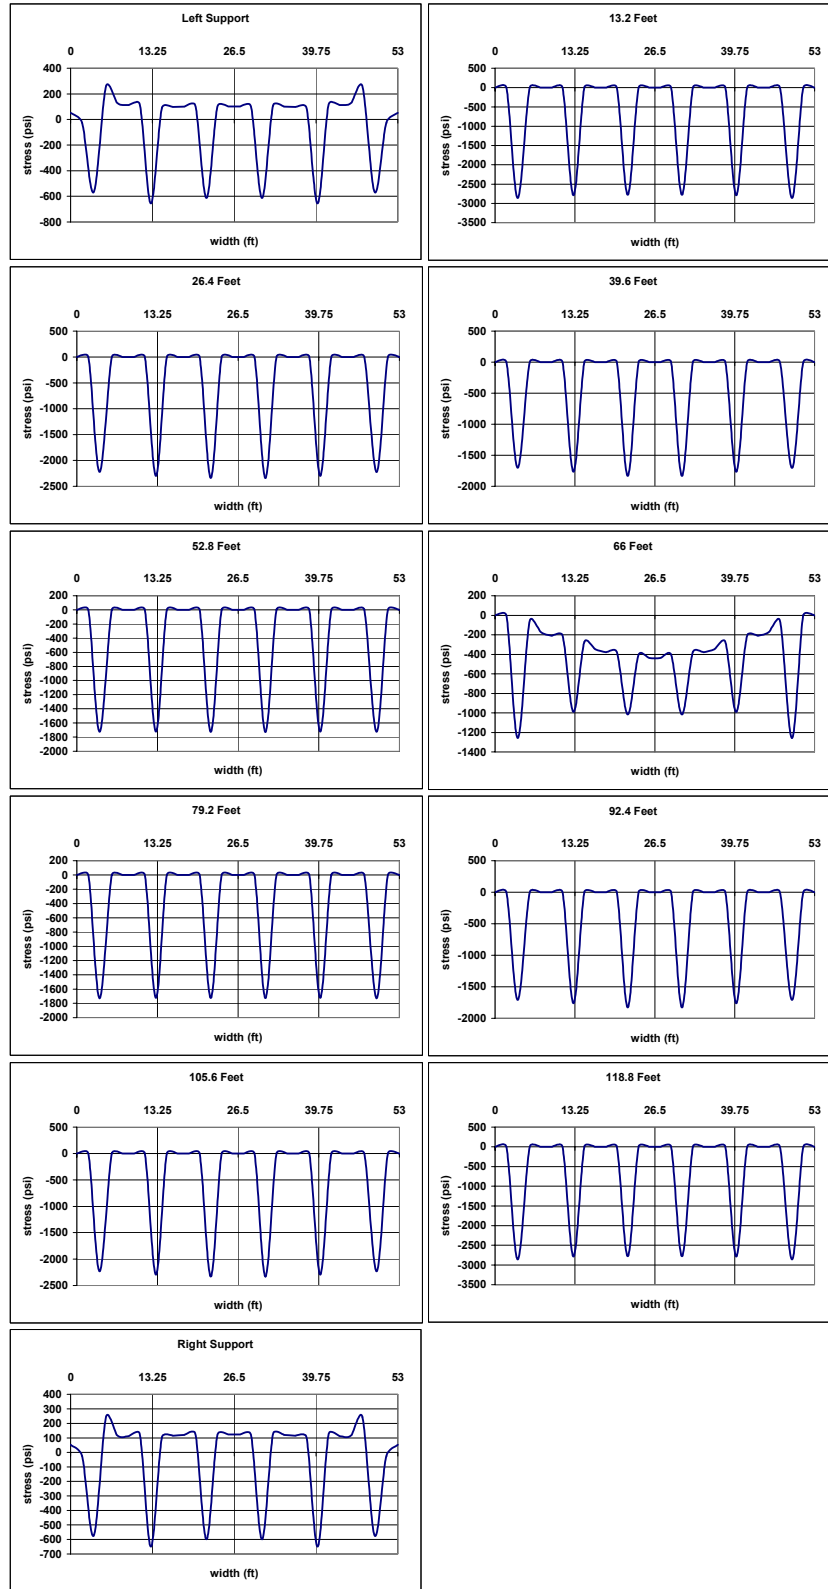 Left Support
0 13.25 26.5 39.75 53
400
200
0
-200
-400
-600
-800
stress (psi)
width (ft)
13.2 Feet
0 13.25 26.5 39.75 53
500
0
-500
-1000
-1500
-2000
-2500
-3000
-3500
stress (psi)
width (ft)
26.4 Feet
0 13.25 26.5 39.75 53
500
0
-500
-1000
-1500
-2000
-2500
stress (psi)
width (ft)
39.6 Feet
0 13.25 26.5 39.75 53
500
0
-500
-1000
-1500
-2000
stress (psi)
width (ft)
52.8 Feet
0 13.25 26.5 39.75 53
200
0
-200
-400
-600
-800
-1000
-1200
-1400
-1600
-1800
-2000
stress (psi)
width (ft)
66 Feet
0 13.25 26.5 39.75 53
200
0
-200
-400
-600
-800
-1000
-1200
-1400
stress (psi)
width (ft)
79.2 Feet
0 13.25 26.5 39.75 53
200
0
-200
-400
-600
-800
-1000
-1200
-1400
-1600
-1800
-2000
stress (psi)
width (ft)
92.4 Feet
0 13.25 26.5 39.75 53
500
0
-500
-1000
-1500
-2000
stress (psi)
width (ft)
105.6 Feet
0 13.25 26.5 39.75 53
500
0
-500
-1000
-1500
-2000
-2500
stress (psi)
width (ft)
118.8 Feet
0 13.25 26.5 39.75 53
500
0
-500
-1000
-1500
-2000
-2500
-3000
-3500
stress (psi)
width (ft)
Right Support
0 13.25 26.5 39.75 53
400
300
200
100
0
-100
-200
-300
-400
-500
-600
-700
stress (psi)
width (ft)